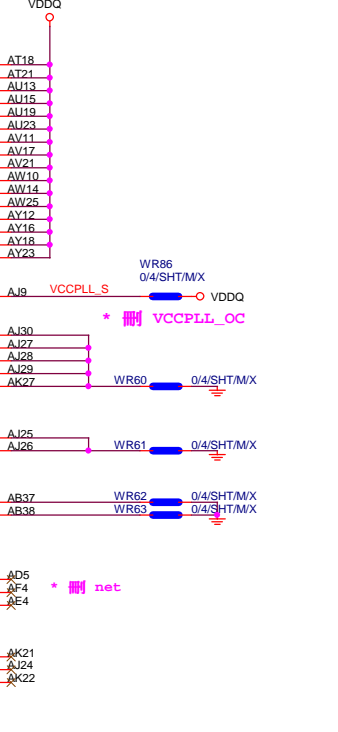 VDDQ
AT18
AT21
AU13
AU15
AU19
AU23
AV11
AV17
AV21
AW10
AW14
AW25
AY12
AY16
AY18
AY23
WR86
0/4/SHT/M/X
AJ9 VCCPLL_S VDDQ
* 刪 VCCPLL_OC
AJ30
AJ27
AJ28
AJ29
AK27 WR60 0/4/SHT/M/X
AJ25
AJ26 WR61 0/4/SHT/M/X
AB37 WR62 0/4/SHT/M/X
AB38 WR63 0/4/SHT/M/X
AD5
AF4 * 刪 net
AE4
AK21
AJ24
AK22